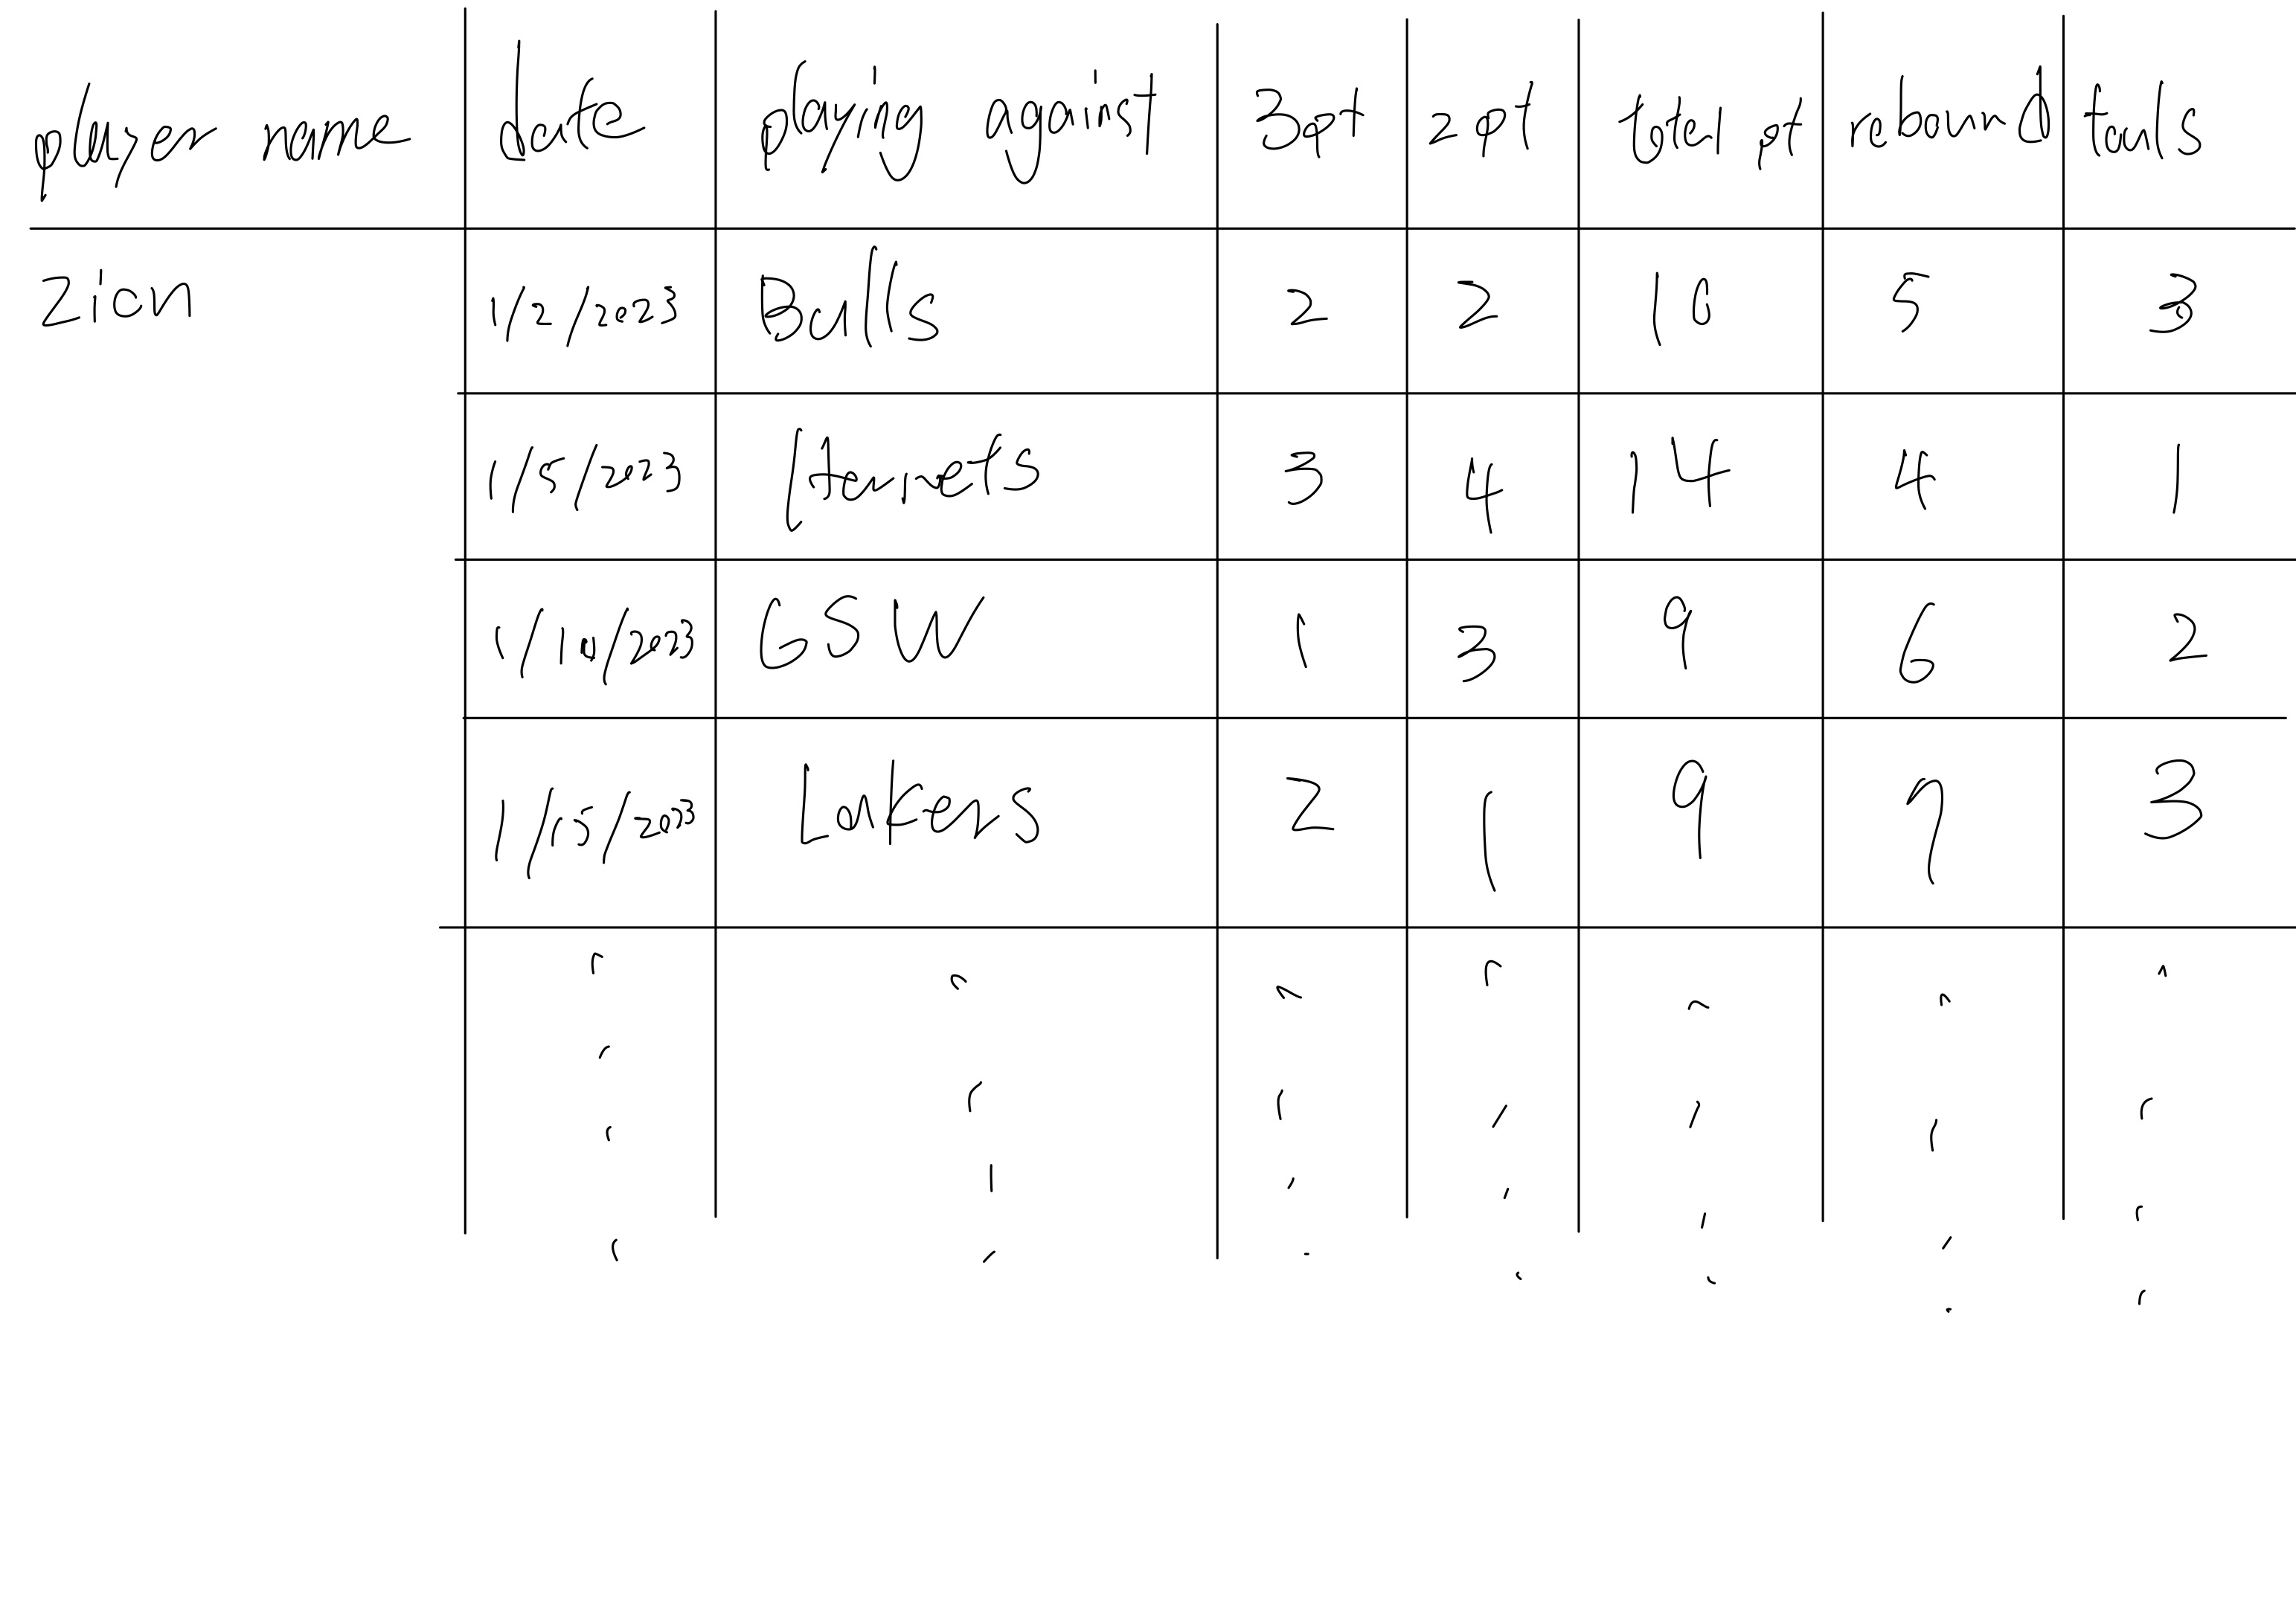 player name date playing against 3pt 2pt total pt rebound fouls
Zion 1/2/2023 Bulls 2 2 10 5 3
1/5/2023 Hornets 3 4 14 4 1
1/10/2023 GSW 1 3 9 6 2
1/15/2023 Lakers 2 1 9 7 3